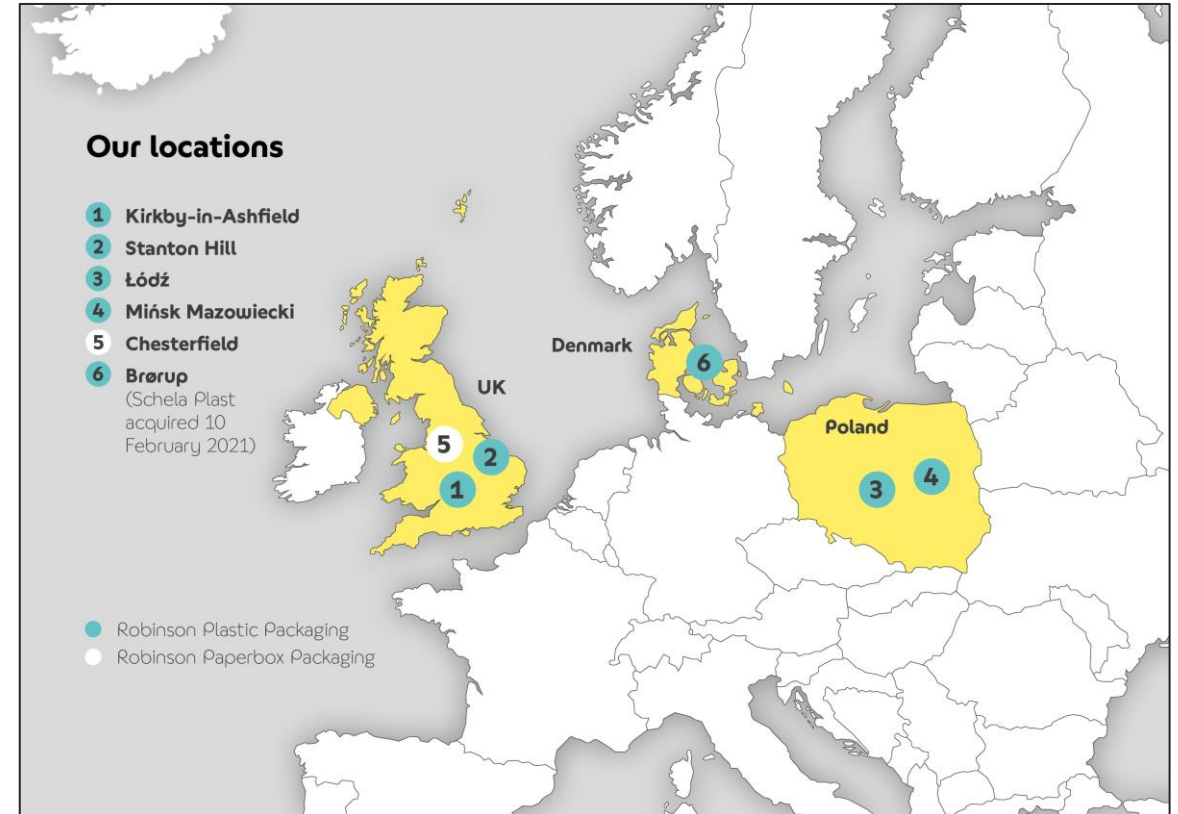 Our locations
1 Kirkby-in-Ashfield
2 Stanton Hill
3 Łódź
4 Mińsk Mazowiecki
5 Chesterfield
6 Brørup
(Schela Plast
acquired 10
February 2021)
Denmark
6
UK
5
2
1
Poland
3
4
Robinson Plastic Packaging
Robinson Paperbox Packaging